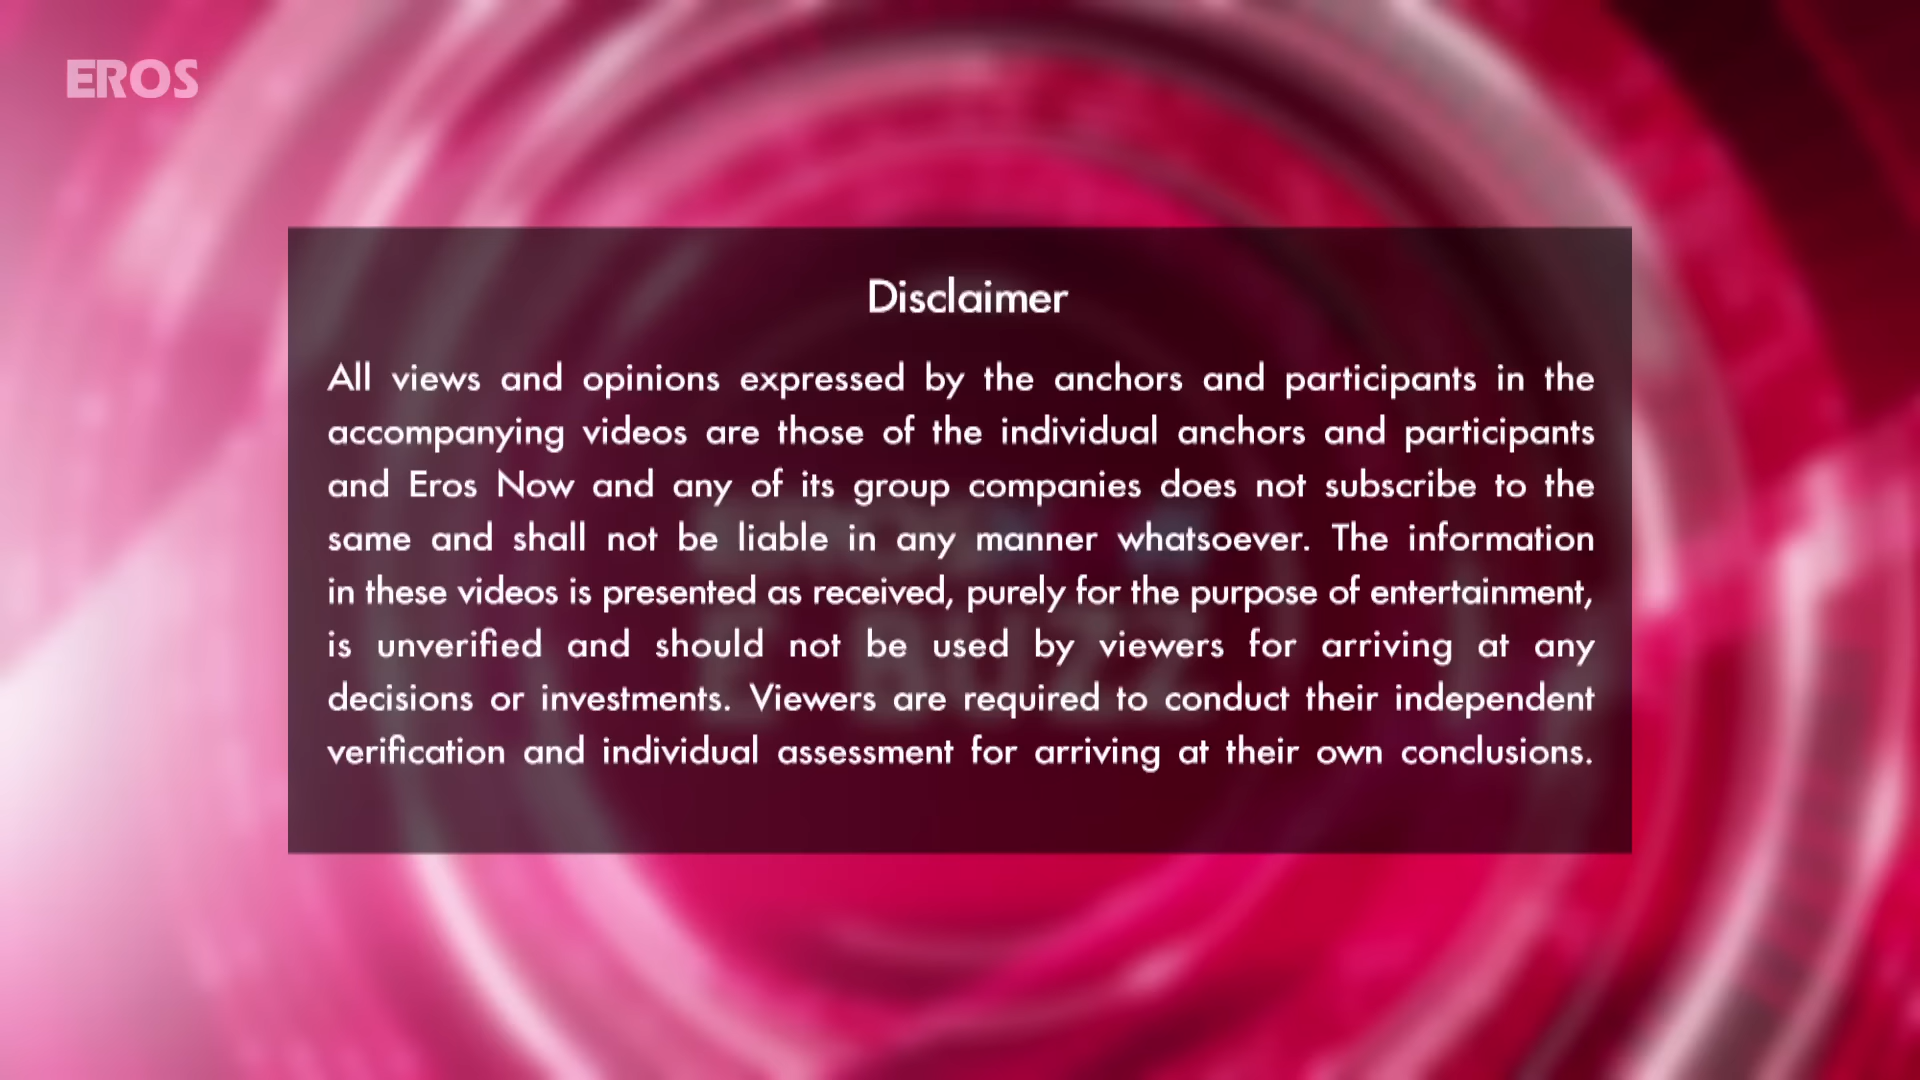 EROS
Disclaimer
All views and opinions expressed by the anchors and participants in the
accompanying videos are those of the individual anchors and participants
and Eros Now and any of its group companies does not subscribe to the
same and shall not be liable in any manner whatsoever. The information
in these videos is presented as received, purely for the purpose of entertainment,
is unverified and should not be used by viewers for arriving at any
decisions or investments. Viewers are required to conduct their independent
verification and individual assessment for arriving at their own conclusions.